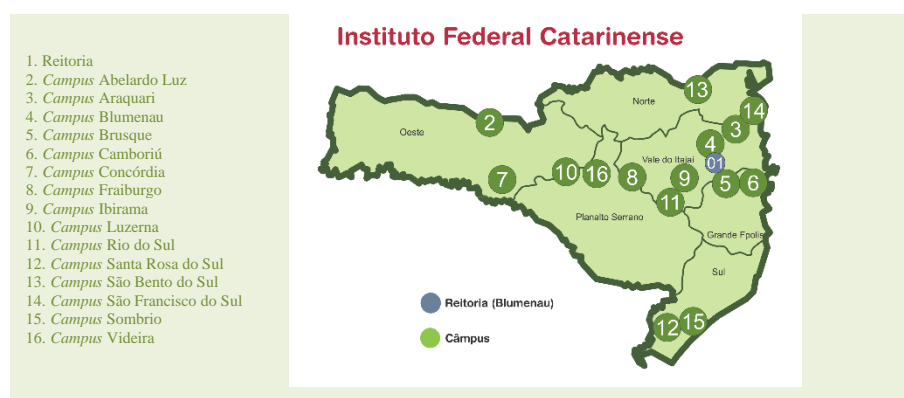 1. Reitoria
2. Campus Abelardo Luz
3. Campus Araquari
4. Campus Blumenau
5. Campus Brusque
6. Campus Camboriú
7. Campus Concórdia
8. Campus Fraiburgo
9. Campus Ibirama
10. Campus Luzerna
11. Campus Rio do Sul
12. Campus Santa Rosa do Sul
13. Campus São Bento do Sul
14. Campus São Francisco do Sul
15. Campus Sombrio
16. Campus Videira
Instituto Federal Catarinense
13
Norte
14
2
Oeste
3
4
Vale do Itajaí
01
7
10
16
8
9
5
6
11
Planalto Serrano
Grande Fpolis
Sul
Reitoria (Blumenau)
12
15
Câmpus